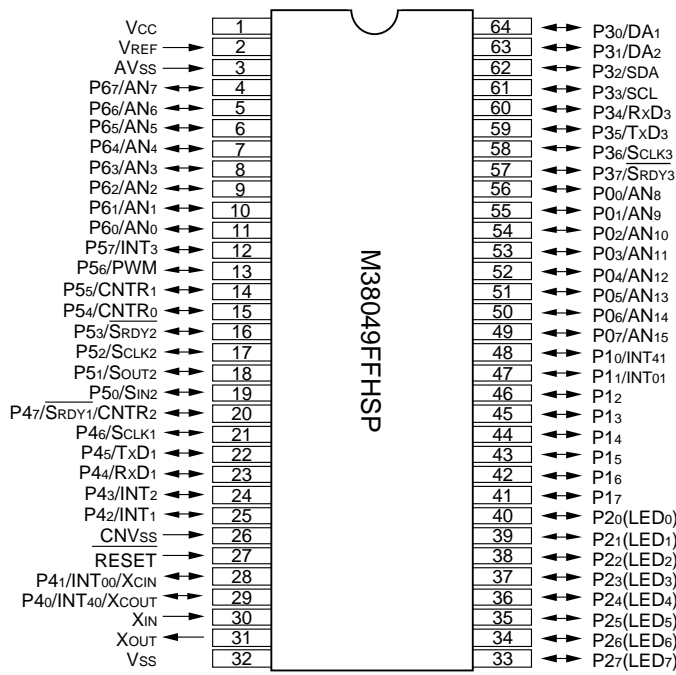 VCC 1
VREF 2
AVSS 3
P67/AN7 4
P66/AN6 5
P65/AN5 6
P64/AN4 7
P63/AN3 8
P62/AN2 9
P61/AN1 10
P60/AN0 11
P57/INT3 12
P56/PWM 13
P55/CNTR1 14
P54/CNTR0 15
P53/SRDY2 16
P52/SCLK2 17
P51/SOUT2 18
P50/SIN2 19
P47/SRDY1/CNTR2 20
P46/SCLK1 21
P45/TXD1 22
P44/RXD1 23
P43/INT2 24
P42/INT1 25
CNVSS 26
RESET 27
P41/INT00/XCIN 28
P40/INT40/XCOUT 29
XIN 30
XOUT 31
VSS 32
M38049FFHSP
64 P30/DA1
63 P31/DA2
62 P32/SDA
61 P33/SCL
60 P34/RXD3
59 P35/TXD3
58 P36/SCLK3
57 P37/SRDY3
56 P00/AN8
55 P01/AN9
54 P02/AN10
53 P03/AN11
52 P04/AN12
51 P05/AN13
50 P06/AN14
49 P07/AN15
48 P10/INT41
47 P11/INT01
46 P12
45 P13
44 P14
43 P15
42 P16
41 P17
40 P20(LED0)
39 P21(LED1)
38 P22(LED2)
37 P23(LED3)
36 P24(LED4)
35 P25(LED5)
34 P26(LED6)
33 P27(LED7)